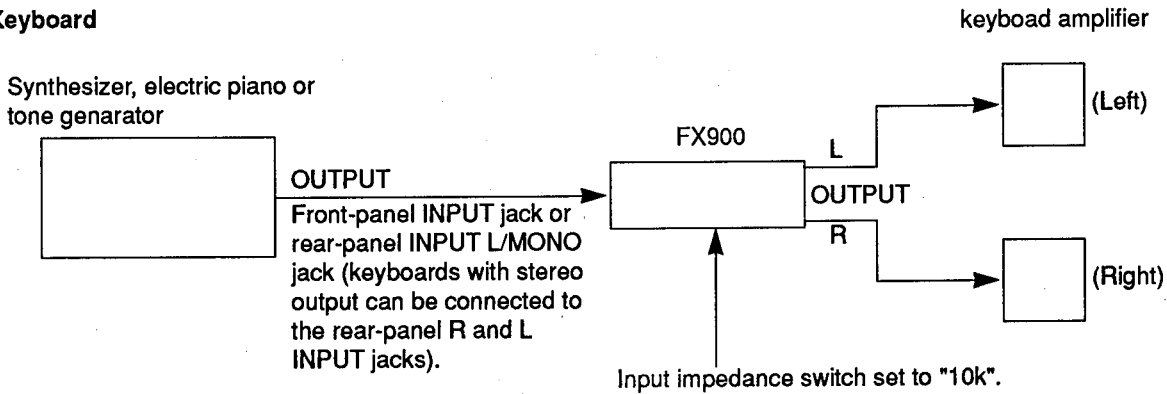 Keyboard
keyboad amplifier
Synthesizer, electric piano or
tone genarator
(Left)
FX900
L
OUTPUT
OUTPUT
R
Front-panel INPUT jack or
rear-panel INPUT L/MONO
jack (keyboards with stereo
output can be connected to
the rear-panel R and L
INPUT jacks).
(Right)
Input impedance switch set to "10k".